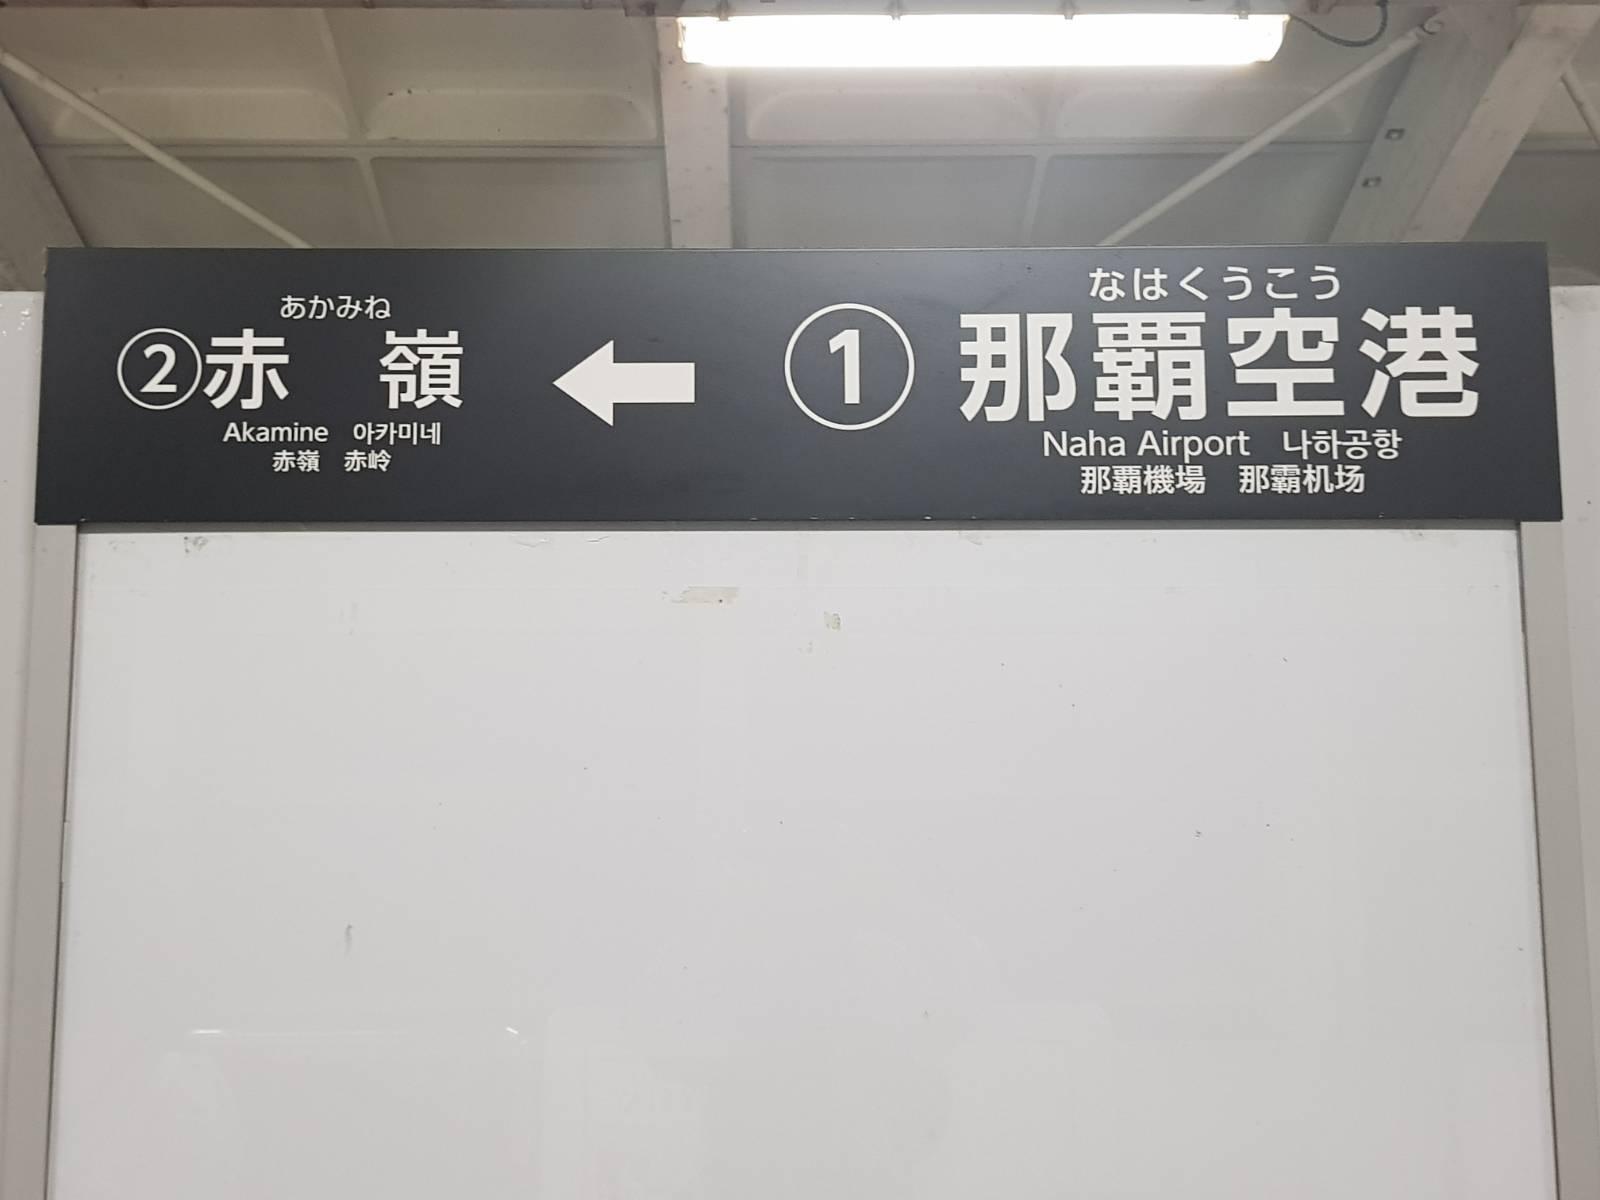 あかみね
②赤　嶺
Akamine 아카미네
赤嶺 赤岭
←
なはくうこう
① 那覇空港
Naha Airport 나하공항
那覇機場 那霸机场